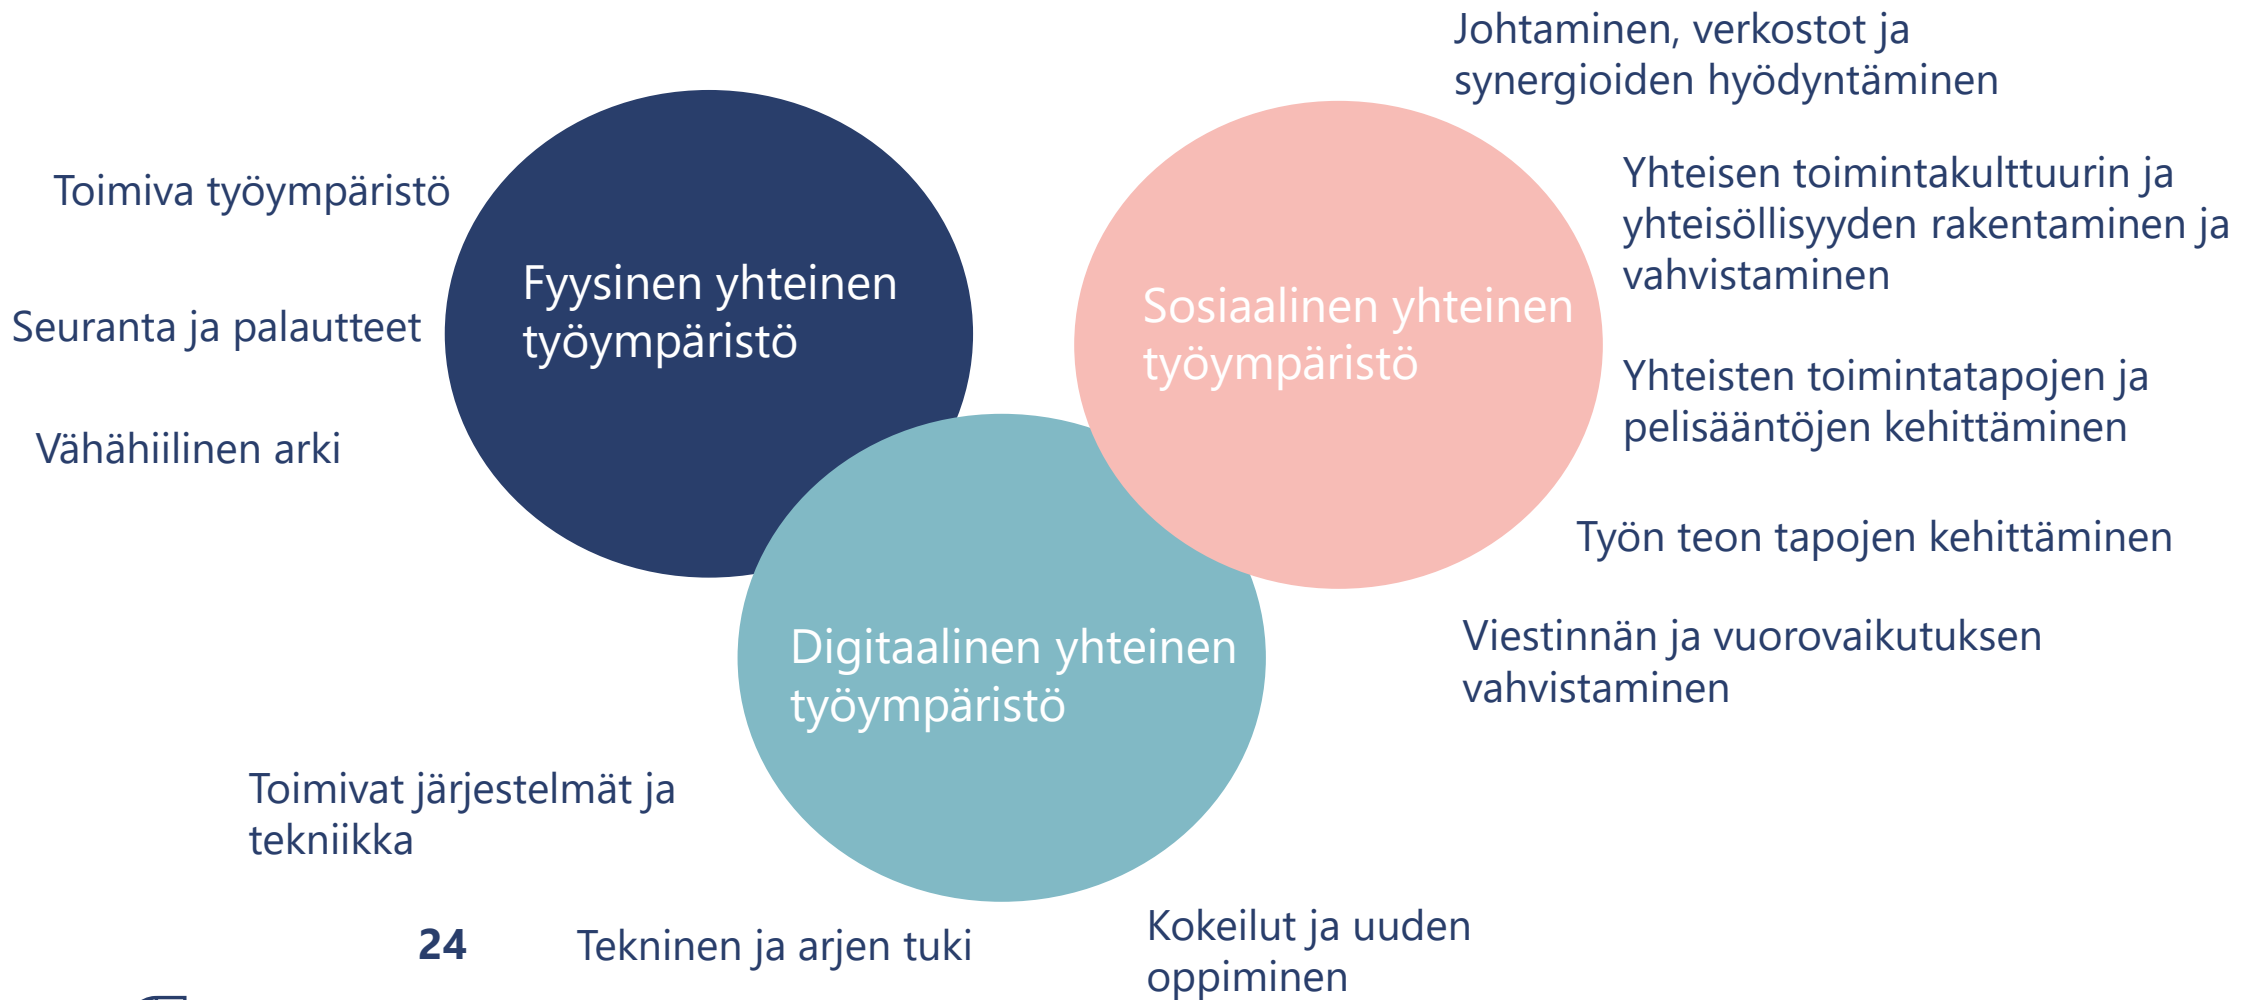 Johtaminen, verkostot ja
synergioiden hyödyntäminen
Toimiva työympäristö
Seuranta ja palautteet
Vähähiilinen arki
Fyysinen yhteinen
työympäristö
Sosiaalinen yhteinen
työympäristö
Yhteisen toimintakulttuurin ja
yhteisöllisyyden rakentaminen ja
vahvistaminen
Yhteisten toimintatapojen ja
pelisääntöjen kehittäminen
Työn teon tapojen kehittäminen
Viestinnän ja vuorovaikutuksen
vahvistaminen
Digitaalinen yhteinen
työympäristö
Toimivat järjestelmät ja
tekniikka
24
Tekninen ja arjen tuki
Kokeilut ja uuden
oppiminen